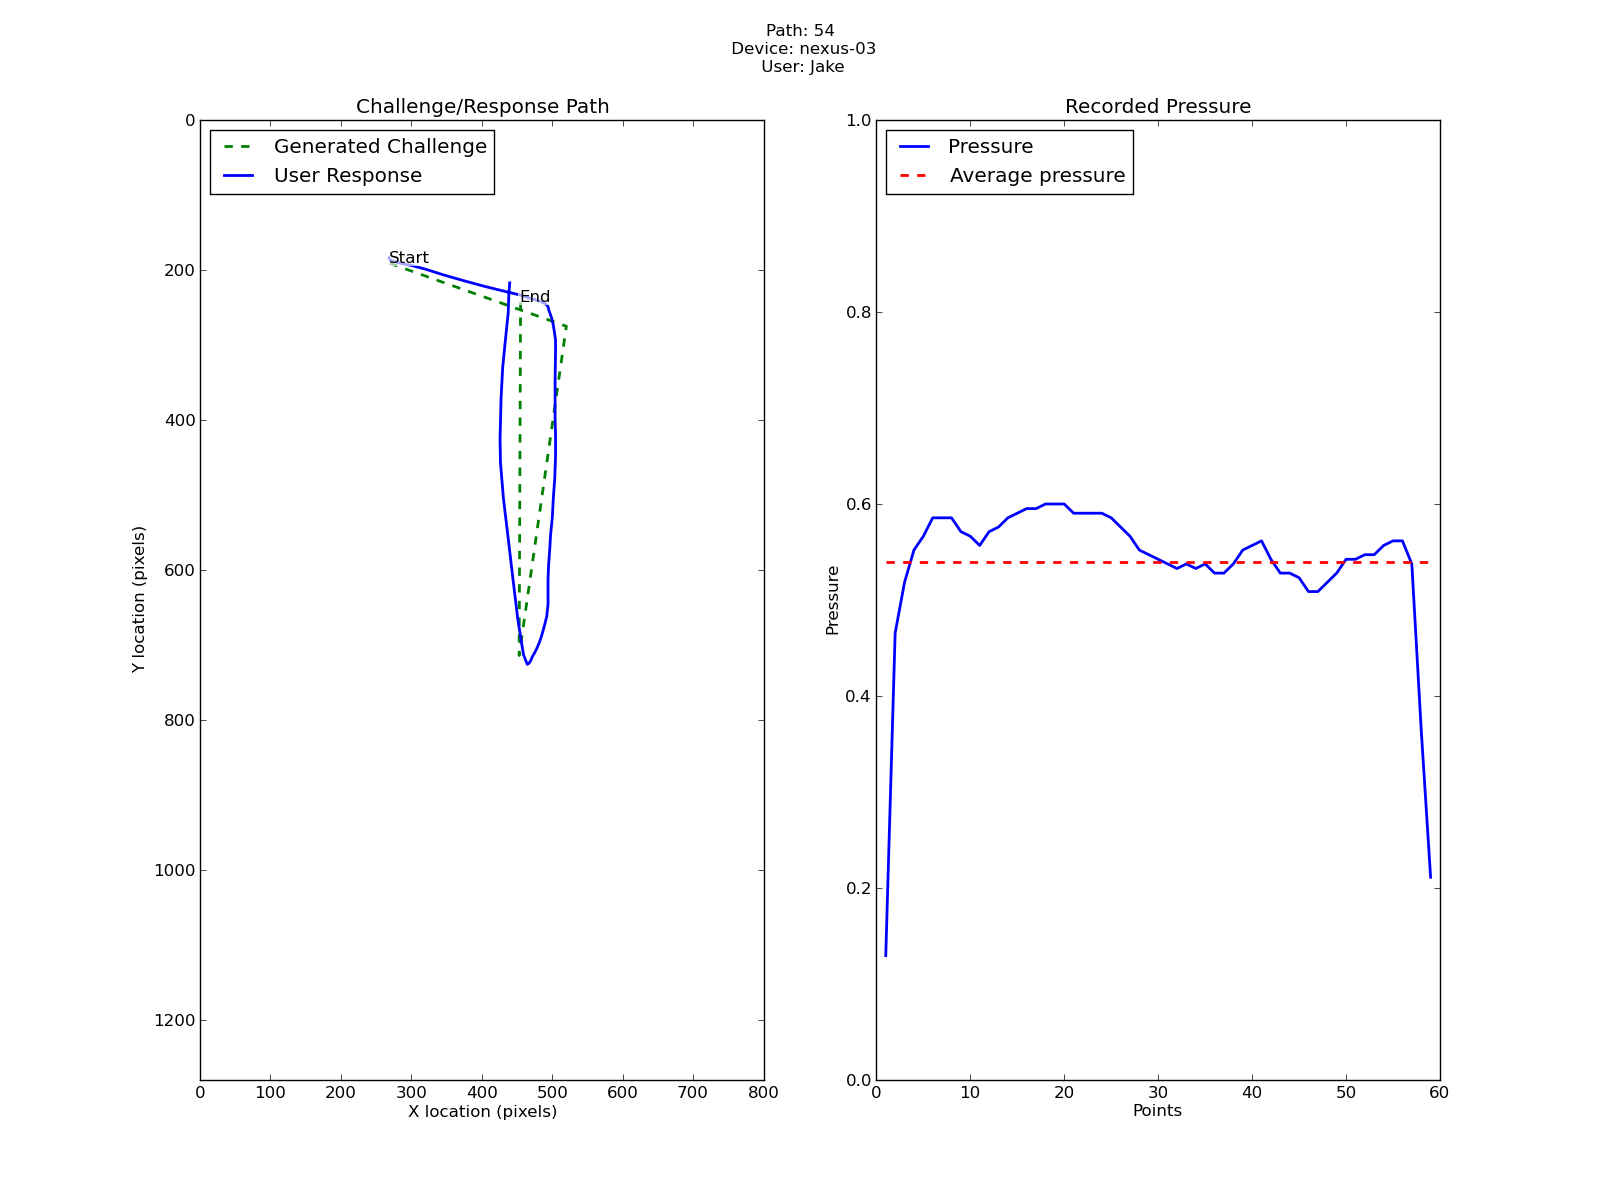 Path: 54
Device: nexus-03
User: Jake
Challenge/Response Path
Generated Challenge
User Response
Start
End
0
200
400
600
800
1000
1200
Y location (pixels)
0 100 200 300 400 500 600 700 800
X location (pixels)
Recorded Pressure
Pressure
Average pressure
1.0
0.8
0.6
0.4
0.2
0.0
Pressure
0 10 20 30 40 50 60
Points